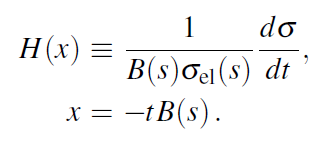 H(x) ≡ \frac{1}{B(s)σ_{el}(s)} \frac{dσ}{dt},
x = −tB(s).